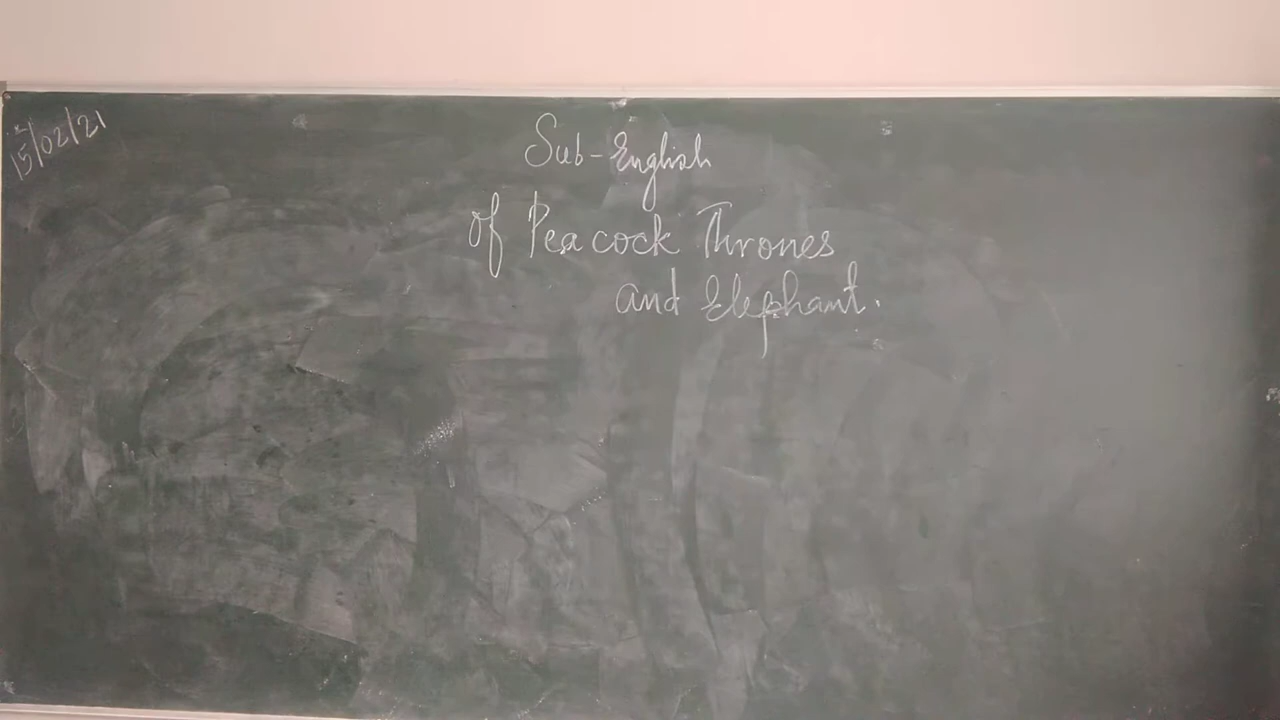 15/02/21
Sub-English
of Peacock Thrones
and Elephant.